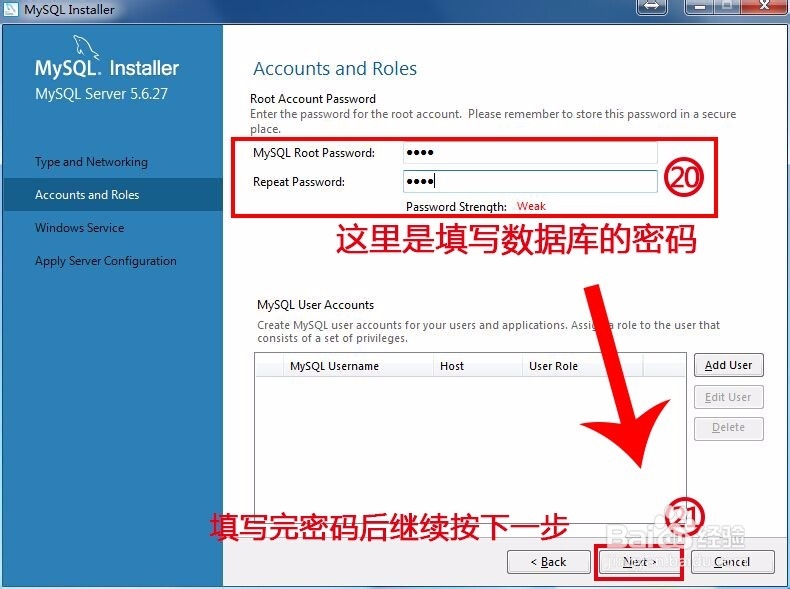 MySQL Installer
MySQL. Installer
MySQL Server 5.6.27
Type and Networking
Accounts and Roles
Windows Service
Apply Server Configuration
Accounts and Roles
Root Account Password
Enter the password for the root account. Please remember to store this password in a secure
place.
MySQL Root Password: ••••
Repeat Password: ••••
⑳
Password Strength: Weak
这里是填写数据库的密码
MySQL User Accounts
Create MySQL user accounts for your users and applications. Assign a role to the user that
consists of a set of privileges.
MySQL Username Host User Role
Add User
Edit User
Delete
填写完密码后继续按下一步
㉑
Baidu 经验
< Back Next > Cancel